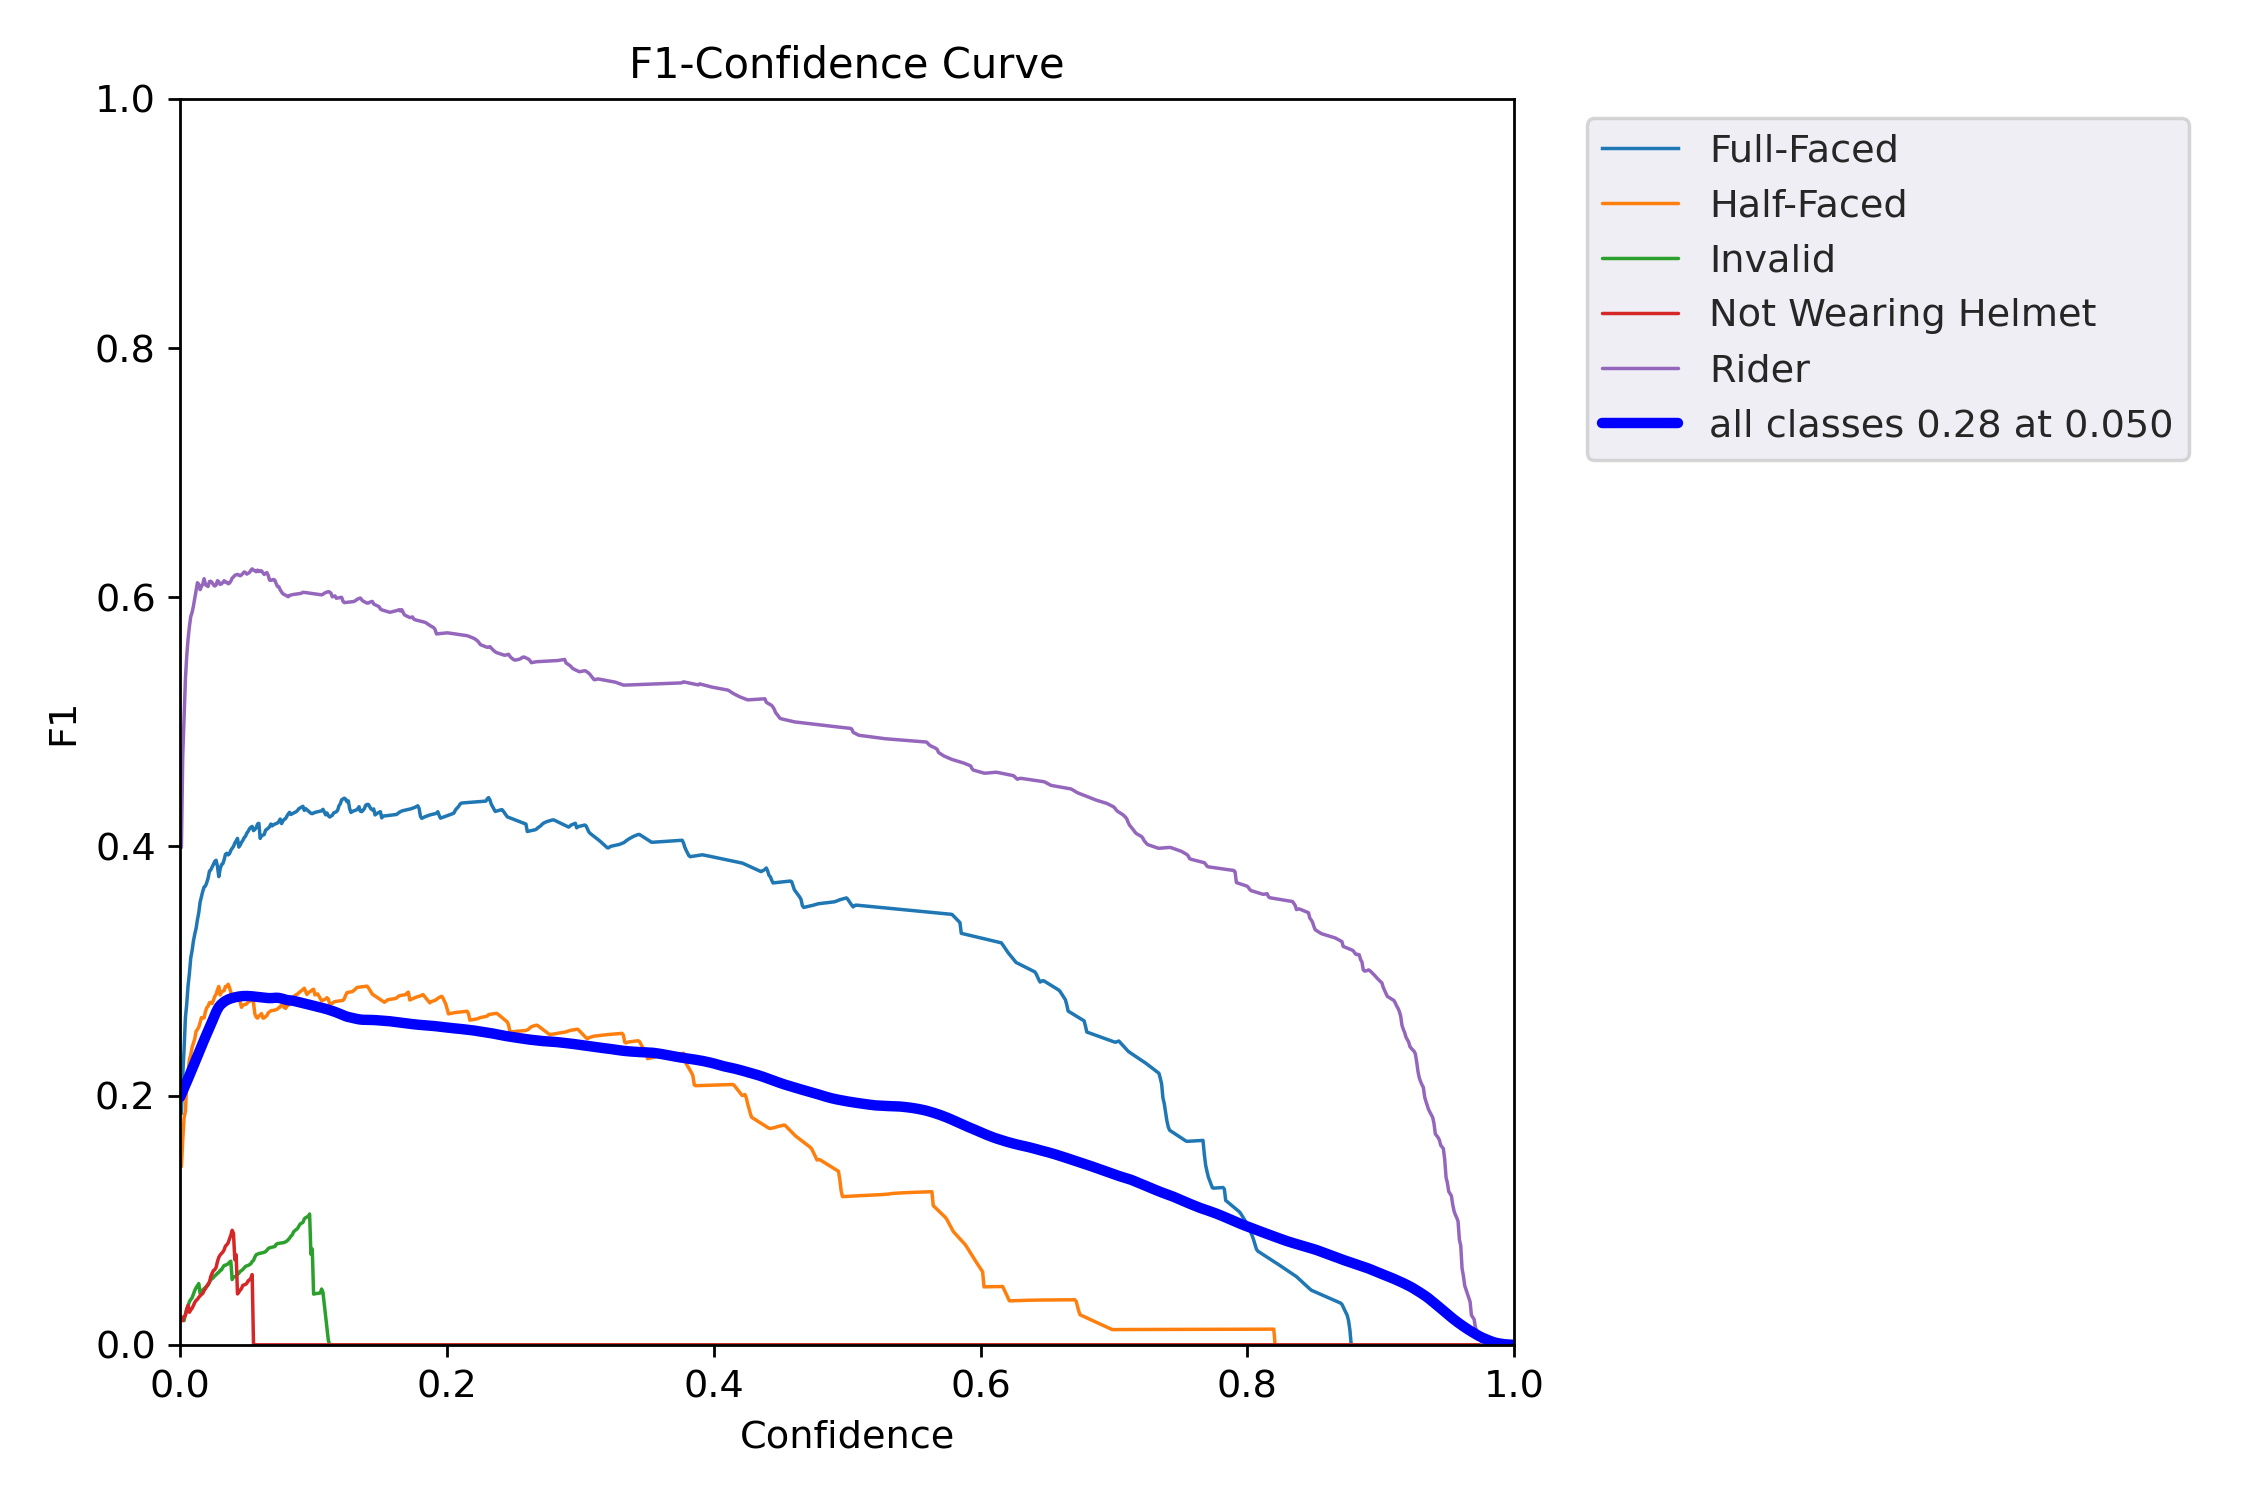 F1-Confidence Curve
1.0
0.8
0.6
0.4
0.2
0.0
F1
0.0 0.2 0.4 0.6 0.8 1.0
Confidence
Full-Faced
Half-Faced
Invalid
Not Wearing Helmet
Rider
all classes 0.28 at 0.050